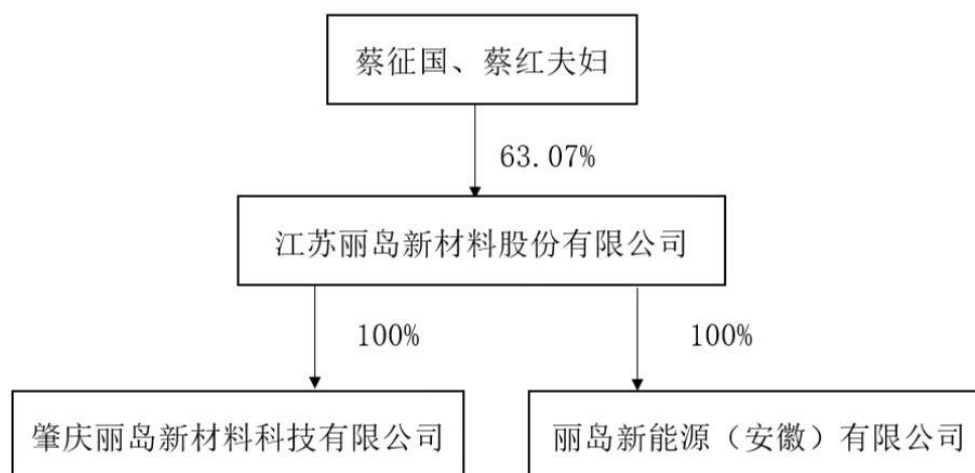 蔡征国、蔡红夫妇
63.07%
江苏丽岛新材料股份有限公司
100%
100%
肇庆丽岛新材料科技有限公司
丽岛新能源（安徽）有限公司